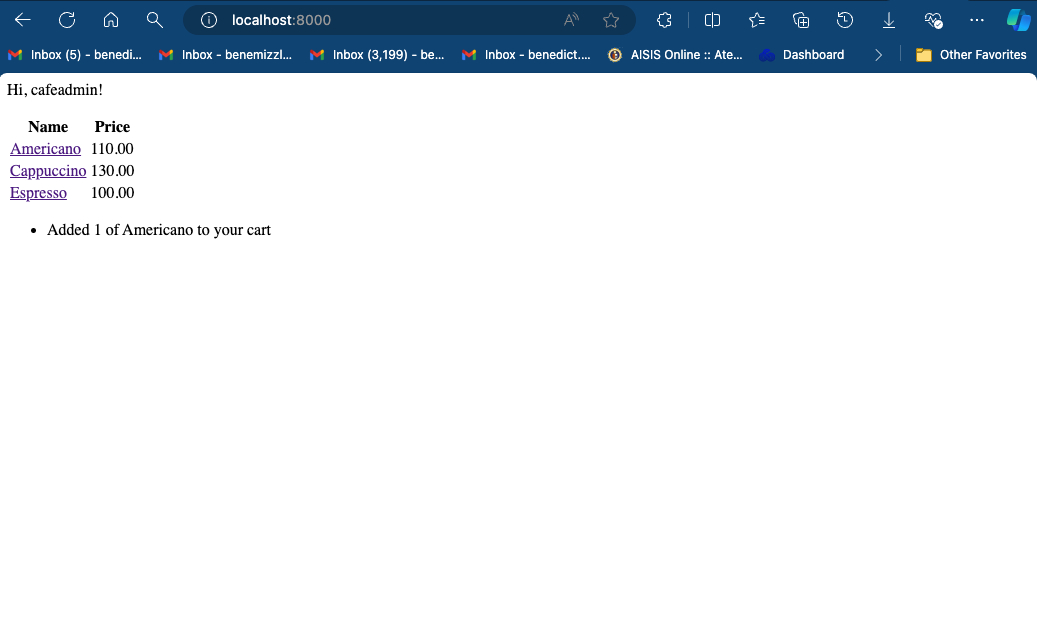 localhost:8000
Inbox (5) - benedi... Inbox - benemizzl... Inbox (3,199) - be... Inbox - benedict.... AISIS Online :: Ate... Dashboard Other Favorites
Hi, cafeadmin!
Name Price
Americano 110.00
Cappuccino 130.00
Espresso 100.00
• Added 1 of Americano to your cart